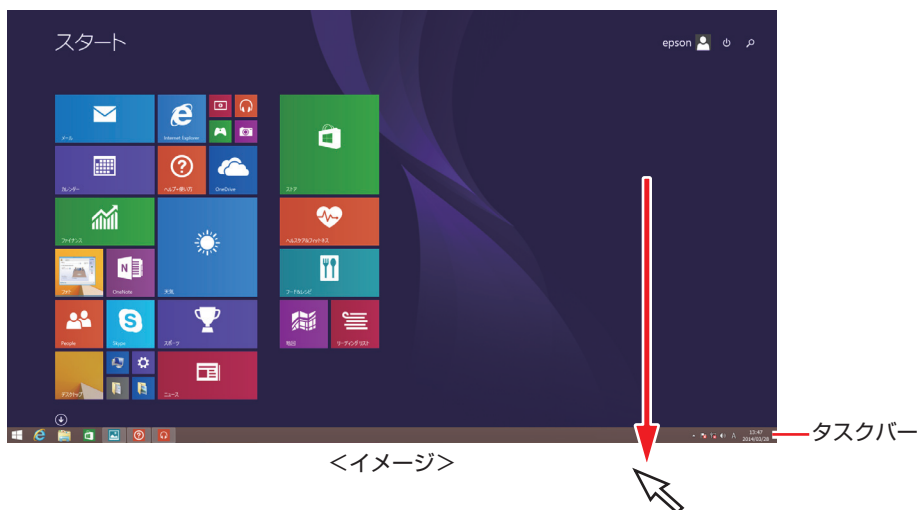 スタート
epson
メール
Internet Explorer
カレンダー
ヘルプ+使い方
OneDrive
ストア
ファイナンス
ヘルスケア&フィットネス
フォト
OneNote
天気
フード&レシピ
People
Skype
スポーツ
地図
リーディング リスト
デスクトップ
ニュース
A
13:47
2014/03/28
タスクバー
<イメージ>